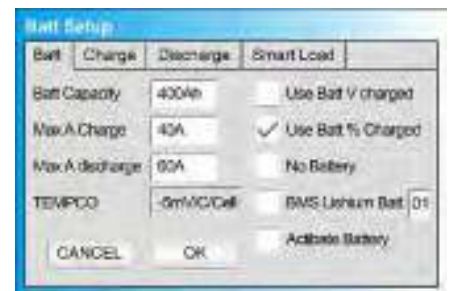 Batt Setup
Batt Charge Discharge Smart Load
Batt Capacity 400Ah Use Batt V charged
Max A Charge 40A Use Batt % Charged
Max A discharge 60A No Battery
TEMPCO -5mV/C/Cell BMS Lithium Batt 01
CANCEL OK Activate Battery